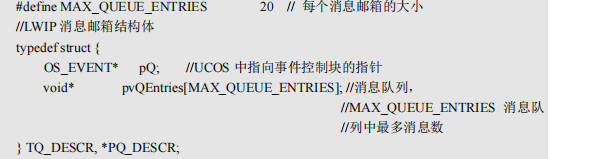 #define MAX_QUEUE_ENTRIES 20 // 每个消息邮箱的大小
//LWIP 消息邮箱结构体
typedef struct {
OS_EVENT* pQ; //UCOS 中指向事件控制块的指针
void* pvQEntries[MAX_QUEUE_ENTRIES]; //消息队列，
//MAX_QUEUE_ENTRIES 消息队
//列中最多消息数
} TQ_DESCR, *PQ_DESCR;